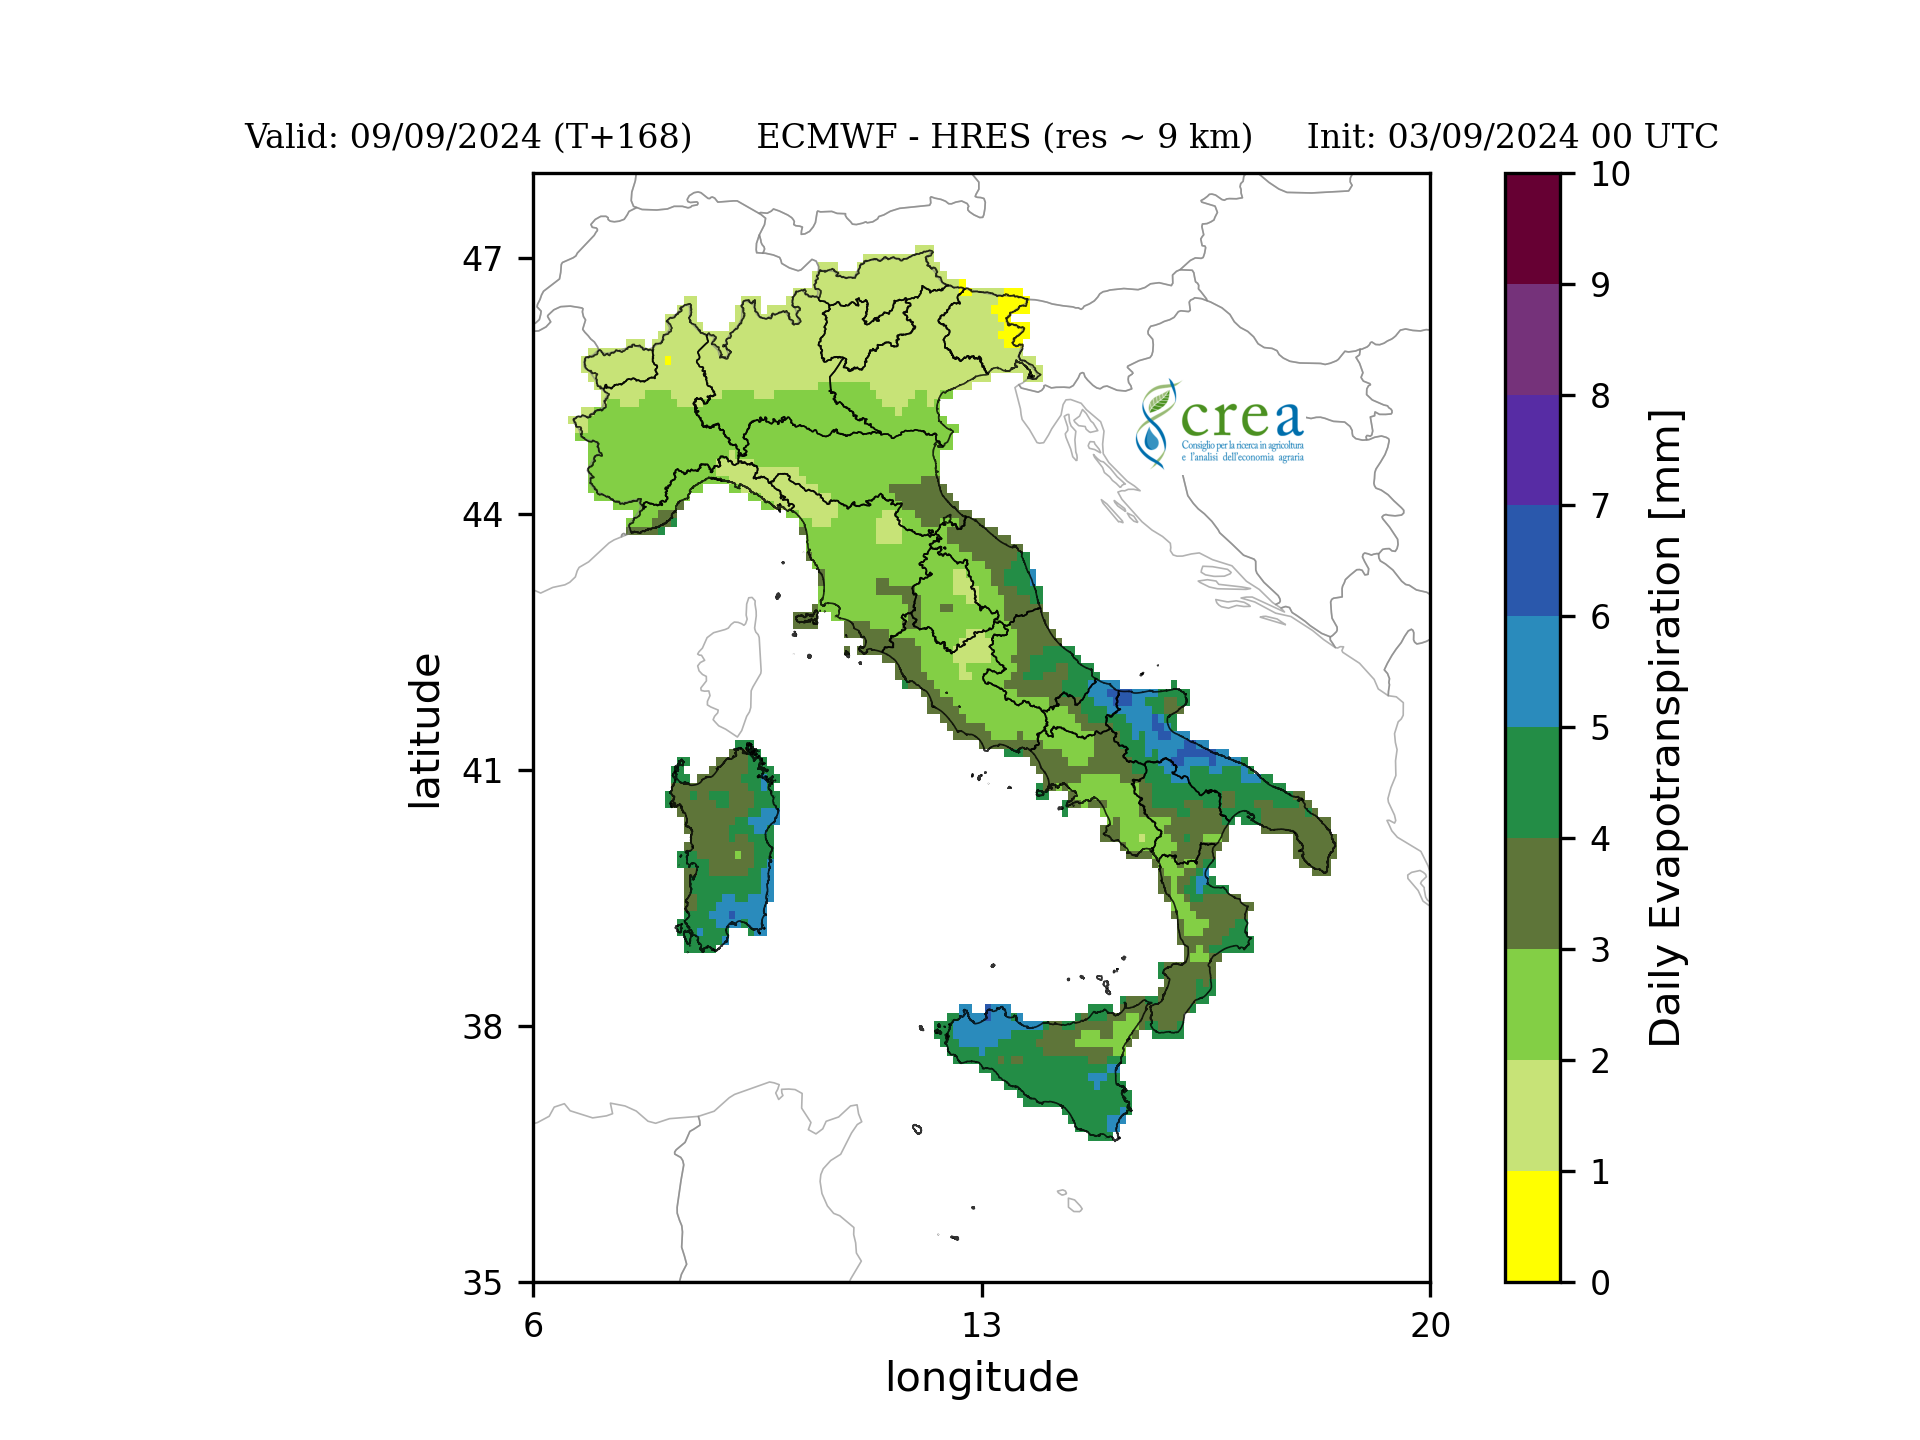 Valid: 09/09/2024 (T+168) ECMWF - HRES (res ~ 9 km) Init: 03/09/2024 00 UTC
47
44
41
38
35
latitude
6
13
20
longitude
crea
Consiglio per la ricerca in agricoltura
e l'analisi dell'economia agraria
10
9
8
7
6
5
4
3
2
1
0
Daily Evapotranspiration [mm]